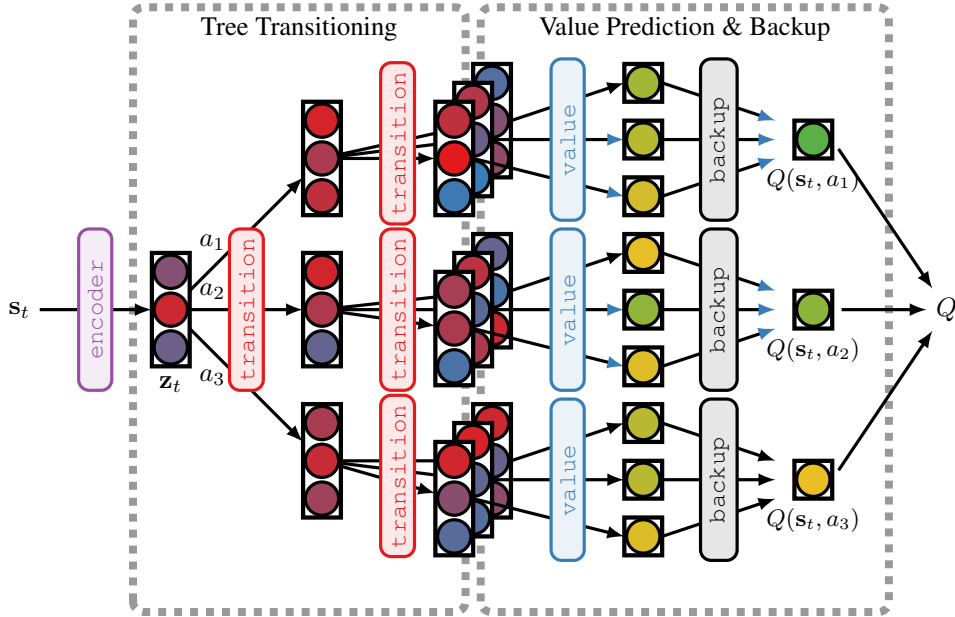 Tree Transitioning
Value Prediction & Backup
transition
value
backup
Q(s_t, a_1)
a_1
a_2
a_3
s_t
encoder
z_t
transition
transition
value
backup
Q(s_t, a_2)
Q
transition
value
backup
Q(s_t, a_3)